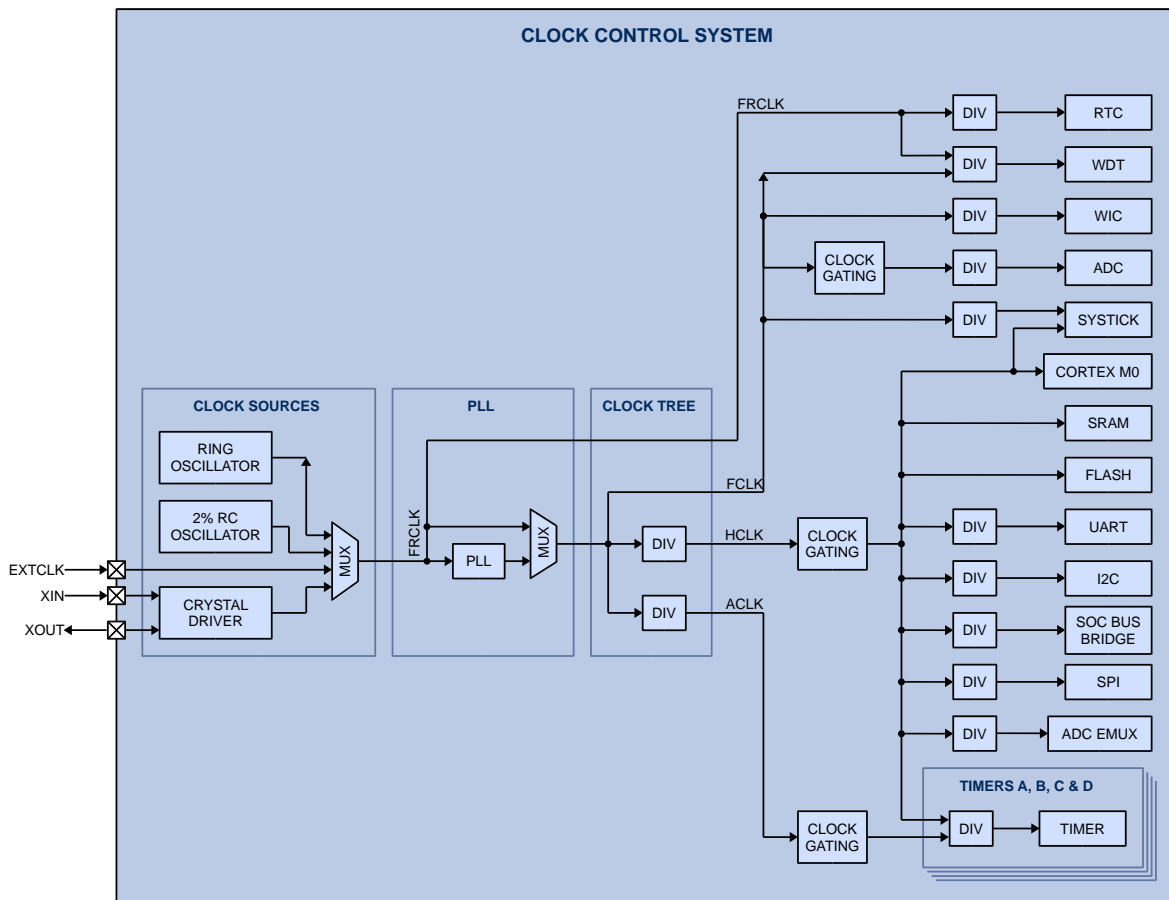 CLOCK CONTROL SYSTEM
FRCLK
DIV
RTC
DIV
WDT
DIV
WIC
CLOCK
GATING
DIV
ADC
DIV
SYSTICK
CORTEX M0
CLOCK SOURCES
PLL
CLOCK TREE
RING
OSCILLATOR
SRAM
FLASH
2% RC
OSCILLATOR
MUX
FRCLK
PLL
MUX
FCLK
DIV
HCLK
CLOCK
GATING
DIV
UART
EXTCLK
XIN
XOUT
CRYSTAL
DRIVER
DIV
ACLK
DIV
I2C
DIV
SOC BUS
BRIDGE
DIV
SPI
DIV
ADC EMUX
TIMERS A, B, C & D
CLOCK
GATING
DIV
TIMER